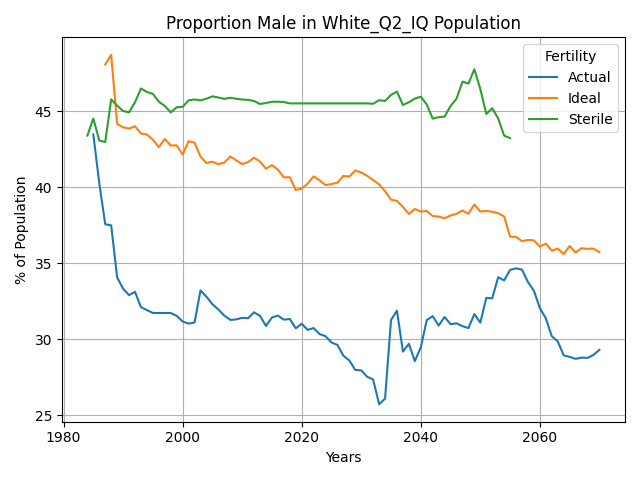 Proportion Male in White_Q2_IQ Population
Fertility
Actual
Ideal
Sterile
% of Population
45
40
35
30
25
1980
2000
2020
2040
2060
Years